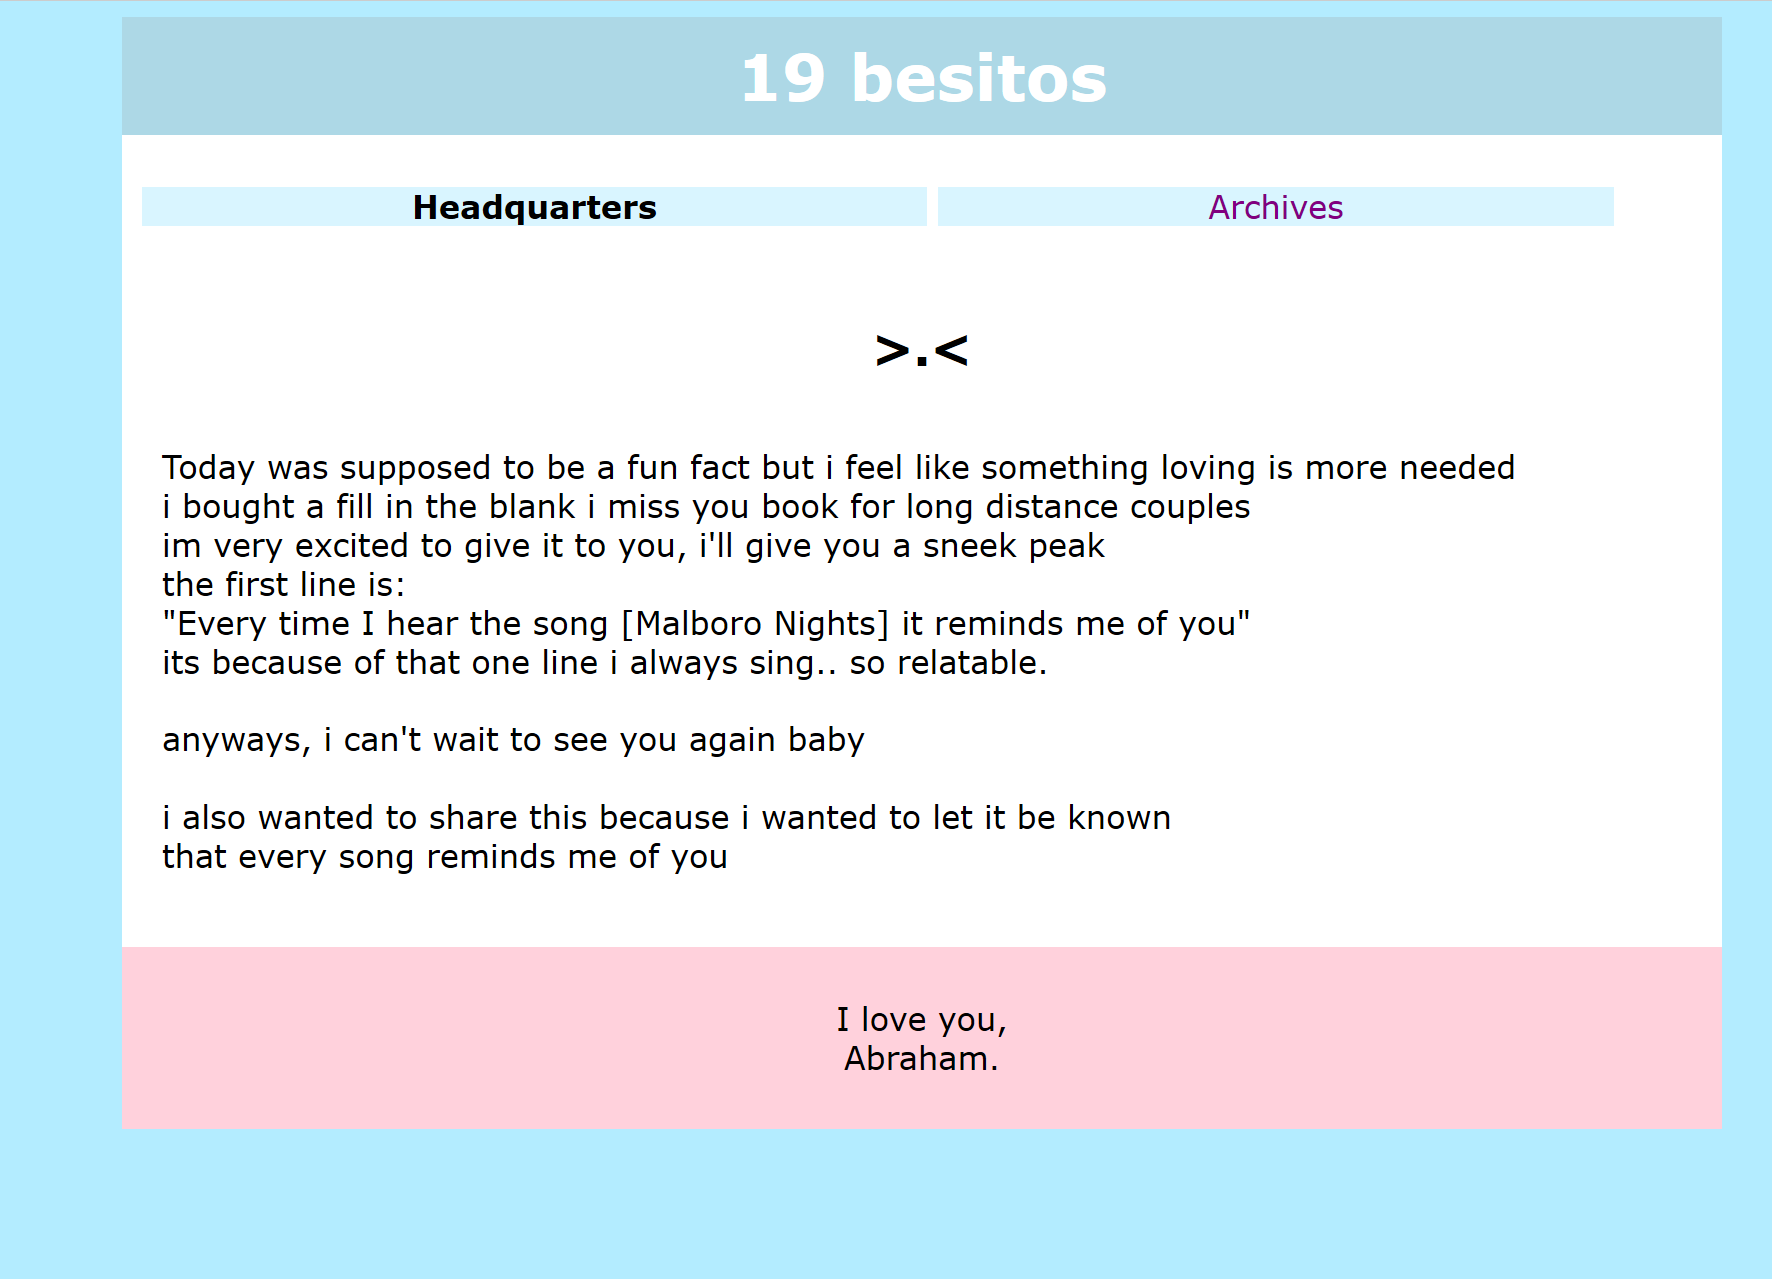 19 besitos
Headquarters
Archives
>.<
Today was supposed to be a fun fact but i feel like something loving is more needed
i bought a fill in the blank i miss you book for long distance couples
im very excited to give it to you, i'll give you a sneek peak
the first line is:
"Every time I hear the song [Malboro Nights] it reminds me of you"
its because of that one line i always sing.. so relatable.
anyways, i can't wait to see you again baby
i also wanted to share this because i wanted to let it be known
that every song reminds me of you
I love you,
Abraham.